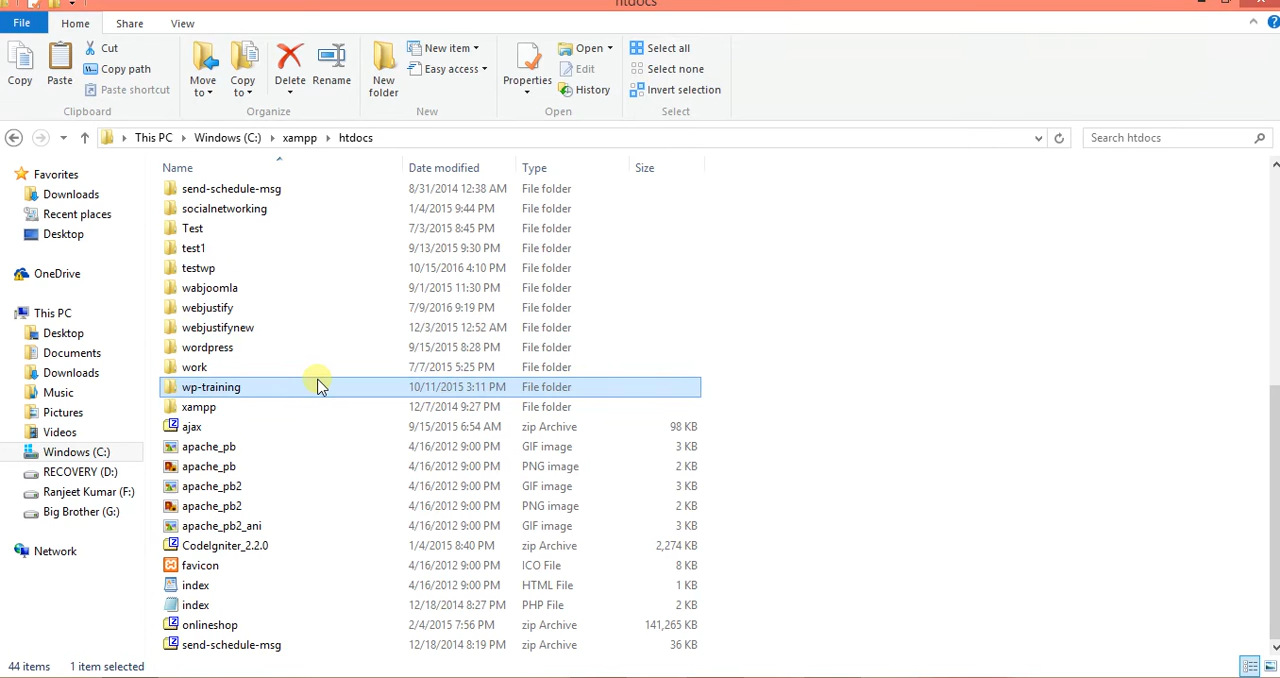 htdocs
File Home Share View
Copy Paste Cut Copy path Paste shortcut Move to Copy to Delete Rename New folder New item Easy access Properties Open Edit History Select all Select none Invert selection
Clipboard Organize New Open Select
This PC Windows (C:) xampp htdocs Search htdocs
Favorites
Downloads
Recent places
Desktop
OneDrive
This PC
Desktop
Documents
Downloads
Music
Pictures
Videos
Windows (C:)
RECOVERY (D:)
Ranjeet Kumar (F:)
Big Brother (G:)
Network
Name Date modified Type Size
send-schedule-msg 8/31/2014 12:38 AM File folder
socialnetworking 1/4/2015 9:44 PM File folder
Test 7/3/2015 8:45 PM File folder
test1 9/13/2015 9:30 PM File folder
testwp 10/15/2016 4:10 PM File folder
wabjoomla 9/1/2015 11:30 PM File folder
webjustify 7/9/2016 9:19 PM File folder
webjustifynew 12/3/2015 12:52 AM File folder
wordpress 9/15/2015 8:28 PM File folder
work 7/7/2015 5:25 PM File folder
wp-training 10/11/2015 3:11 PM File folder
xampp 12/7/2014 9:27 PM File folder
ajax 9/15/2015 6:54 AM zip Archive 98 KB
apache_pb 4/16/2012 9:00 PM GIF image 3 KB
apache_pb 4/16/2012 9:00 PM PNG image 2 KB
apache_pb2 4/16/2012 9:00 PM GIF image 3 KB
apache_pb2 4/16/2012 9:00 PM PNG image 2 KB
apache_pb2_ani 4/16/2012 9:00 PM GIF image 3 KB
CodeIgniter_2.2.0 1/4/2015 8:40 PM zip Archive 2,274 KB
favicon 4/16/2012 9:00 PM ICO File 8 KB
index 4/16/2012 9:00 PM HTML File 1 KB
index 12/18/2014 8:27 PM PHP File 2 KB
onlineshop 2/4/2015 7:56 PM zip Archive 141,265 KB
send-schedule-msg 12/18/2014 8:19 PM zip Archive 36 KB
44 items 1 item selected